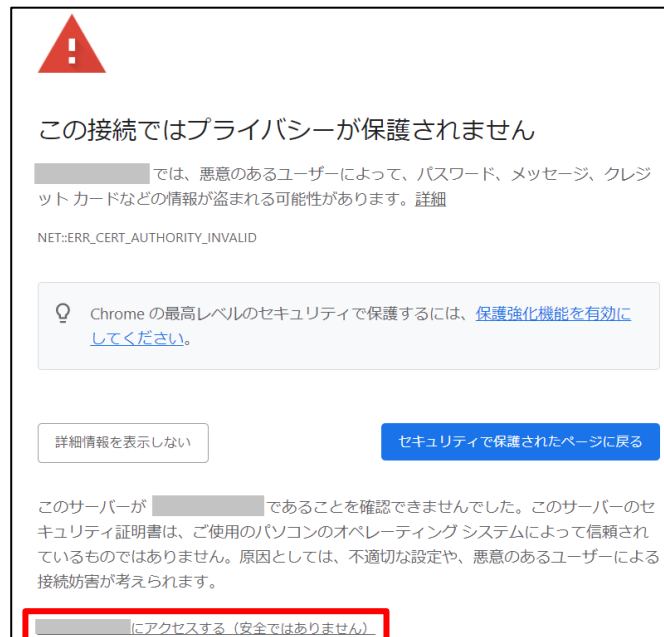 この接続ではプライバシーが保護されません
では、悪意のあるユーザーによって、パスワード、メッセージ、クレジ
ット カードなどの情報が盗まれる可能性があります。詳細
NET::ERR_CERT_AUTHORITY_INVALID
Chrome の最高レベルのセキュリティで保護するには、保護強化機能を有効に
してください。
詳細情報を表示しない
セキュリティで保護されたページに戻る
このサーバーが であることを確認できませんでした。このサーバーのセ
キュリティ証明書は、ご使用のパソコンのオペレーティング システムによって信頼され
ているものではありません。原因としては、不適切な設定や、悪意のあるユーザーによる
接続妨害が考えられます。
にアクセスする（安全ではありません）